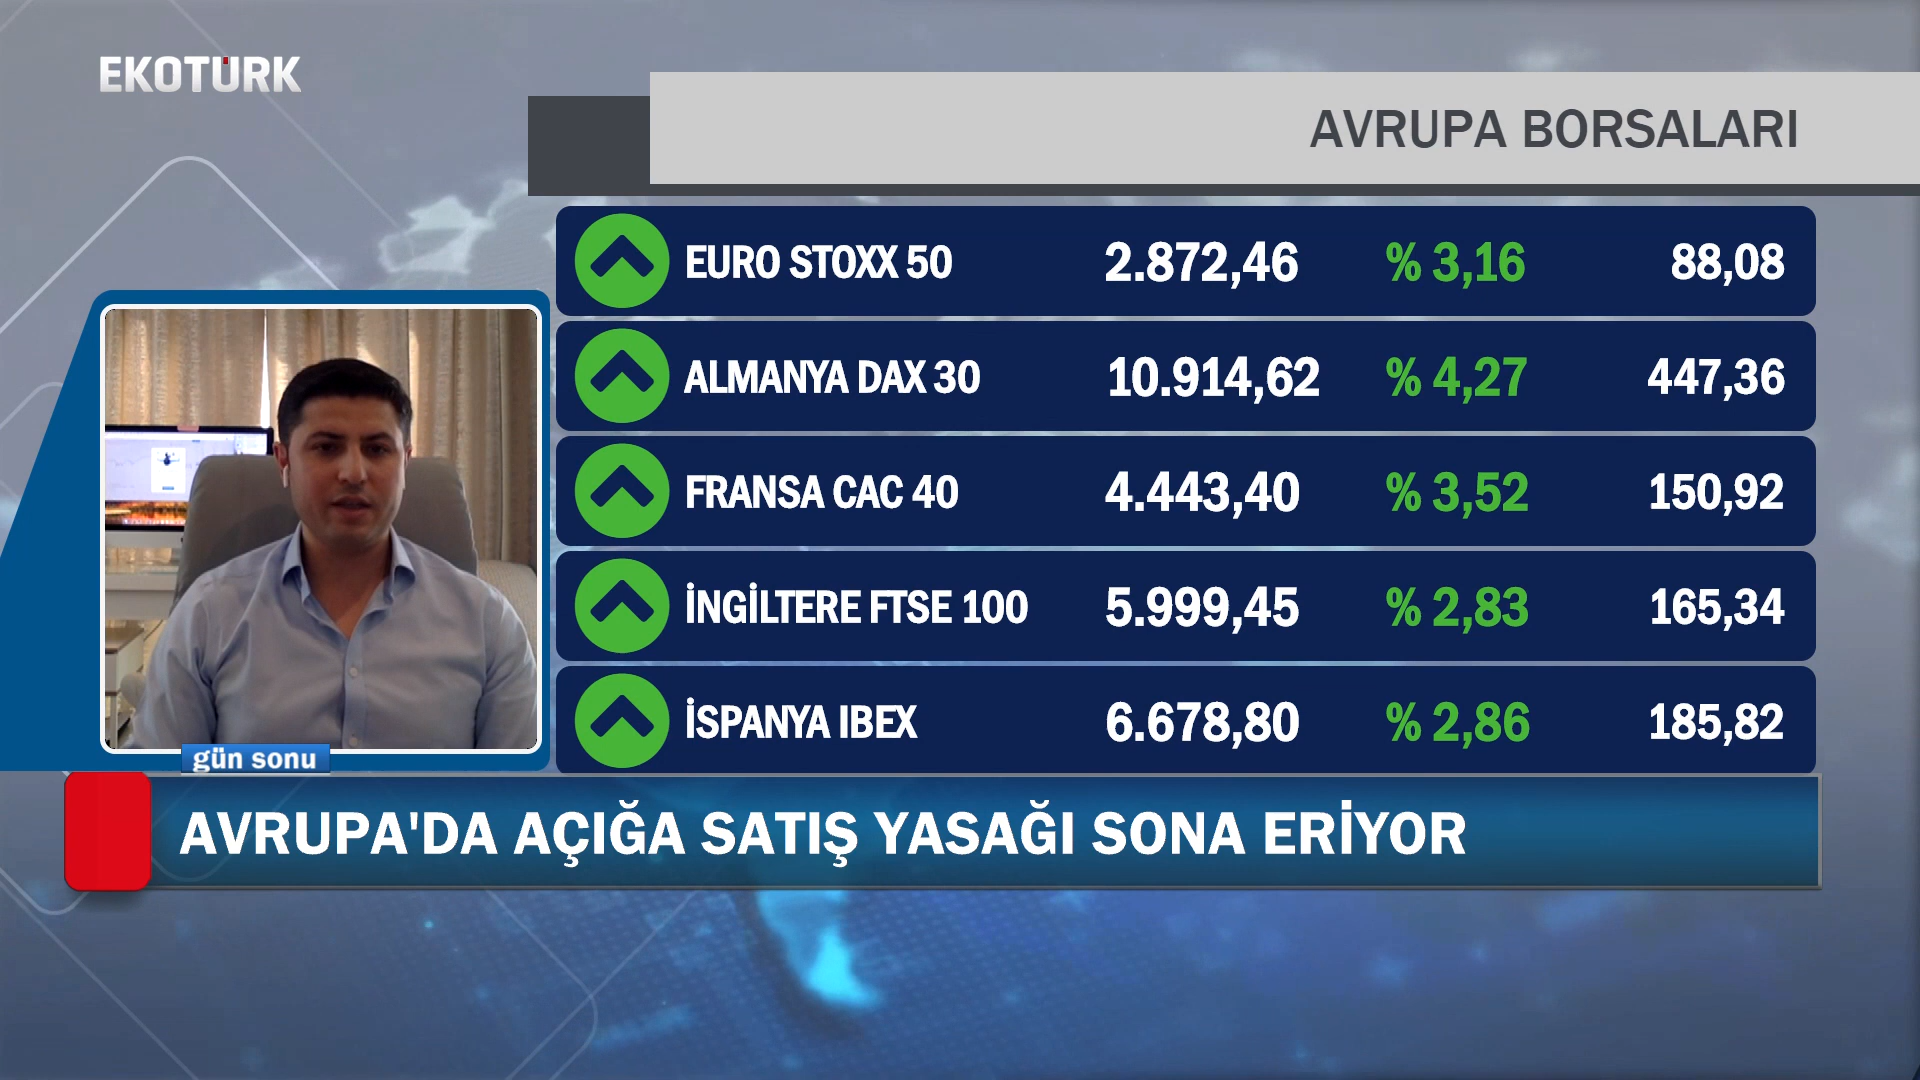 EKOTÜRK
AVRUPA BORSALARI
EURO STOXX 50 2.872,46 % 3,16 88,08
ALMANYA DAX 30 10.914,62 % 4,27 447,36
FRANSA CAC 40 4.443,40 % 3,52 150,92
İNGİLTERE FTSE 100 5.999,45 % 2,83 165,34
İSPANYA IBEX 6.678,80 % 2,86 185,82
gün sonu
AVRUPA'DA AÇIĞA SATIŞ YASAĞI SONA ERİYOR